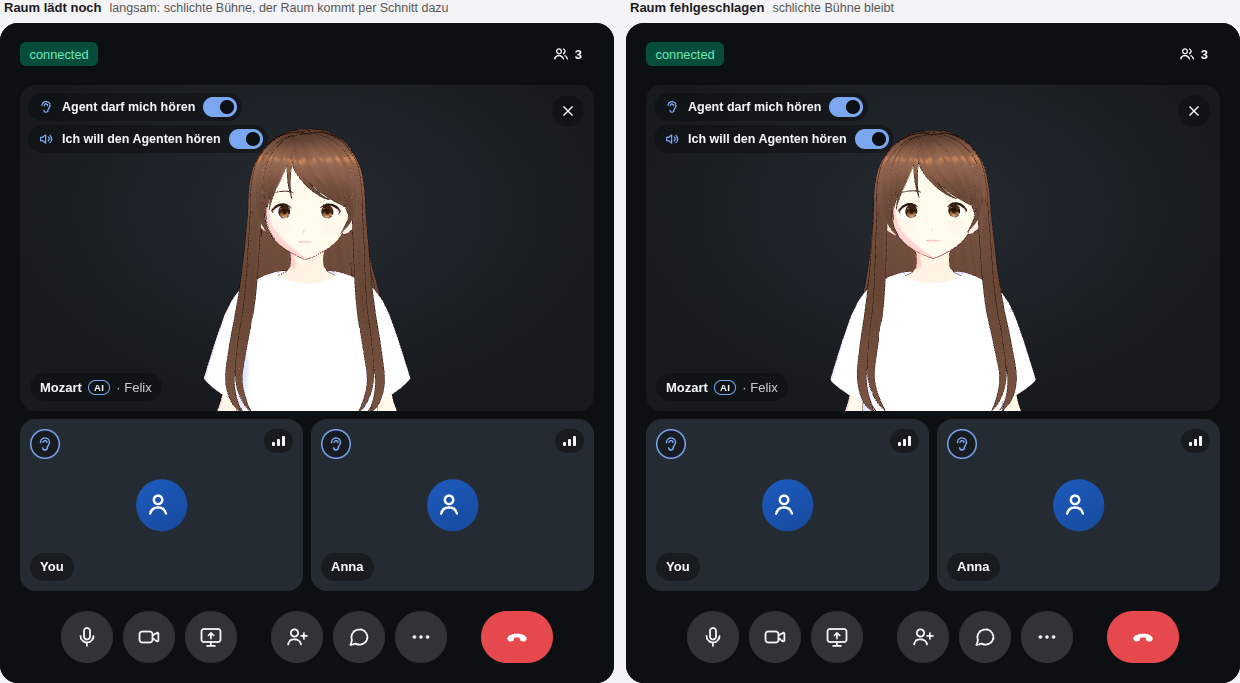 Raum lädt noch langsam: schlichte Bühne, der Raum kommt per Schnitt dazu
connected
3
Agent darf mich hören
Ich will den Agenten hören
Mozart AI · Felix
You
Anna
Raum fehlgeschlagen schlichte Bühne bleibt
connected
3
Agent darf mich hören
Ich will den Agenten hören
Mozart AI · Felix
You
Anna